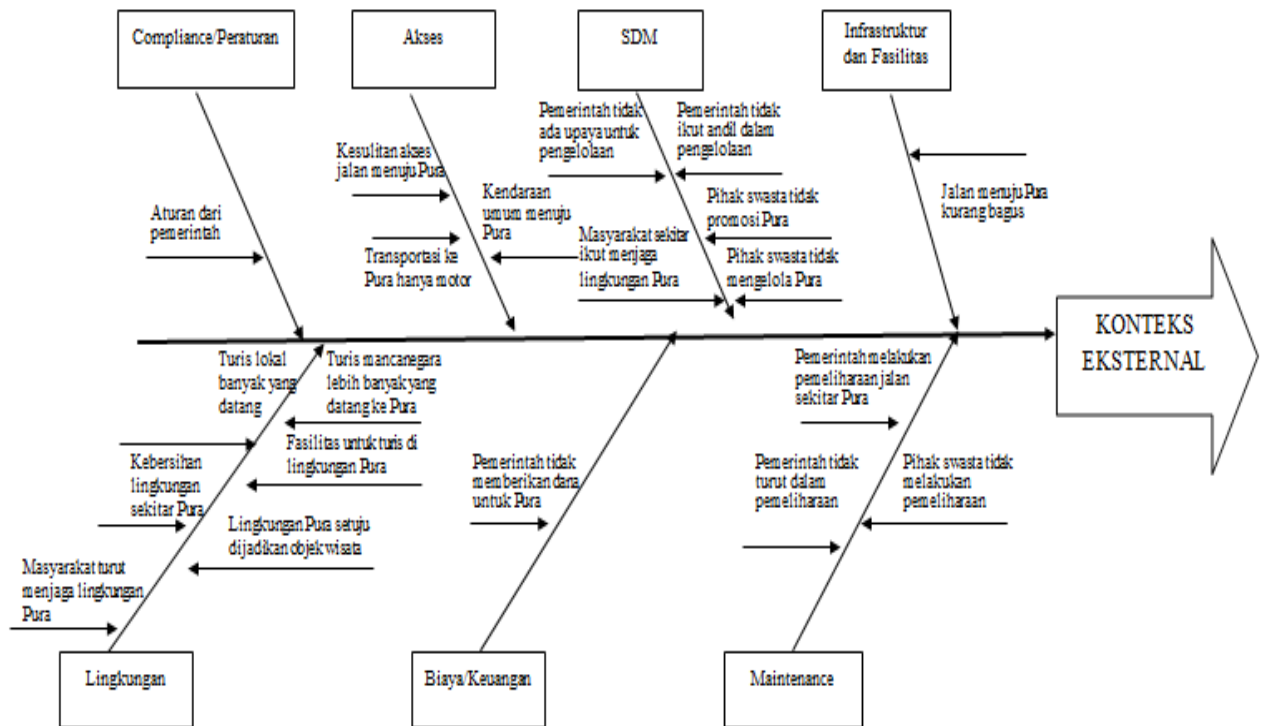 Compliance/Peraturan
Akses
SDM
Infrastruktur
dan Fasilitas
Aturan dari
pemerintah
Kesulitan akses
jalan menuju Pura
Transportasi ke
Pura hanya motor
Kendaraan
umum menuju
Pura
Pemerintah tidak
ada upaya untuk
pengelolaan
Pemerintah tidak
ikut andil dalam
pengelolaan
Pihak swasta tidak
promosi Pura
Masyarakat sekitar
ikut menjaga
lingkungan Pura
Pihak swasta tidak
mengelola Pura
Jalan menuju Pura
kurang bagus
KONTEKS
EKSTERNAL
Turis lokal
banyak yang
datang
Turis mancanegara
lebih banyak yang
datang ke Pura
Fasilitas untuk turis di
lingkungan Pura
Kebersihan
lingkungan
sekitar Pura
Lingkungan Pura setuju
dijadikan objek wisata
Masyarakat turut
menjaga lingkungan
Pura
Pemerintah tidak
memberikan dana
untuk Pura
Pemerintah melakukan
pemeliharaan jalan
sekitar Pura
Pemerintah tidak
turut dalam
pemeliharaan
Pihak swasta tidak
melakukan
pemeliharaan
Lingkungan
Biaya/Keuangan
Maintenance